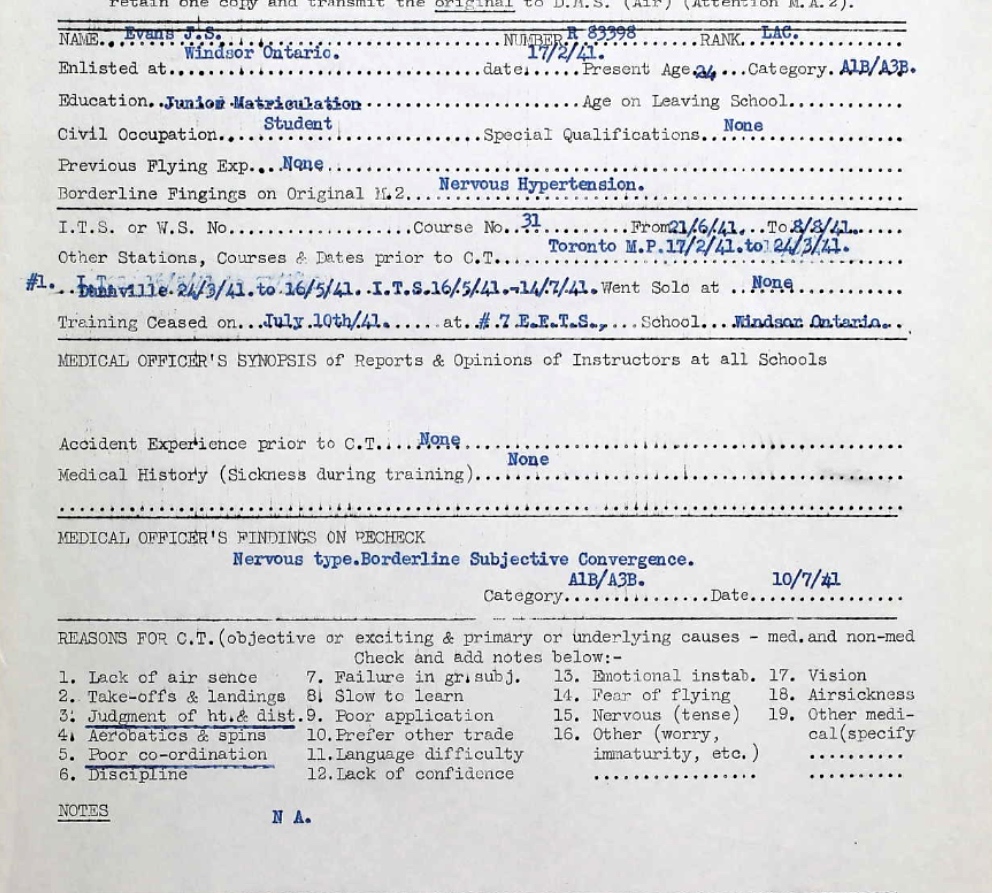 retain one copy and transmit the original to D.M.S. (Air) (Attention M.A.2).
NAME...Evans J.S..........NUMBER R 83398......RANK..LAC.
Enlisted at Windsor Ontario. date 17/2/41. Present Age 24 ...Category. A1B/A3B.
Education..Junior Matriculation..........Age on Leaving School..........
Civil Occupation....Student..........Special Qualifications..None..........
Previous Flying Exp....None..........
Borderline Fingings on Original M.2....Nervous Hypertension.
I.T.S. or W.S. No..........Course No..31..........From 21/6/41...To 8/8/41......
Other Stations, Courses & Dates prior to C.T...Toronto M.P.17/2/41.to 24/3/41.
#1. ..24/3/41.to 16/5/41..I.T.S.16/5/41.-14/7/41.Went Solo at ..None........
Training Ceased on...July 10th/41.......at..# 7 E.F.T.S.,....School...Windsor Ontario...
MEDICAL OFFICER'S SYNOPSIS of Reports & Opinions of Instructors at all Schools
Accident Experience prior to C.T....None..........
Medical History (Sickness during training)...None..........
MEDICAL OFFICER'S FINDINGS ON RECHECK
Nervous type.Borderline Subjective Convergence.
Category..A1B/A3B...........Date...10/7/41..........
REASONS FOR C.T.(objective or exciting & primary or underlying causes - med.and non-med
Check and add notes below:-
1. Lack of air sence 7. Failure in gr.subj. 13. Emotional instab. 17. Vision
2. Take-offs & landings 8. Slow to learn 14. Fear of flying 18. Airsickness
3. Judgment of ht.& dist. 9. Poor application 15. Nervous (tense) 19. Other medi-
4. Aerobatics & spins 10.Prefer other trade 16. Other (worry, cal(specify
5. Poor co-ordination 11.Language difficulty immaturity, etc.) ..........
6. Discipline 12.Lack of confidence ................ ..........
NOTES N A.